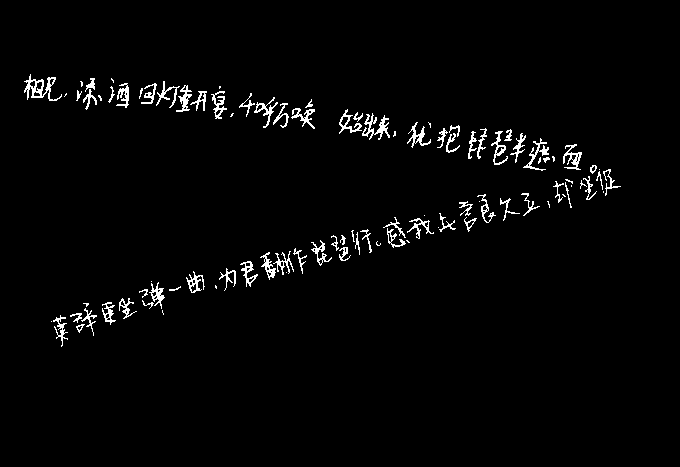 相见，添酒回灯重开宴，千呼万唤 始出来，犹抱琵琶半遮面。
莫辞更坐弹一曲，为君翻作琵琶行。感我此言良久立，却坐促